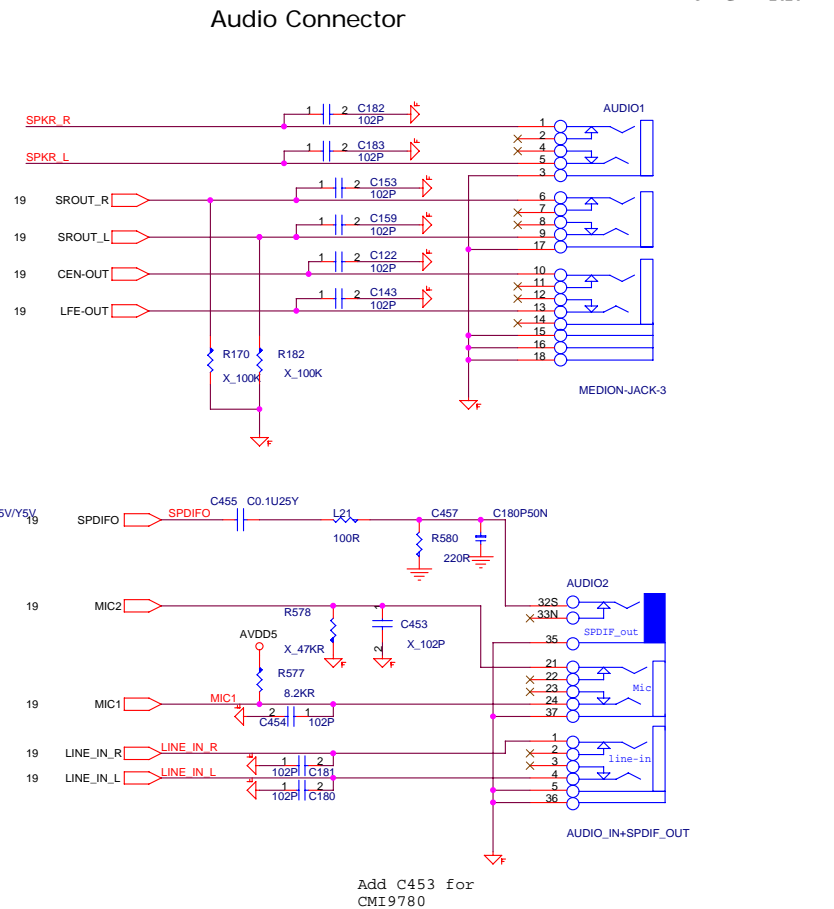 Audio Connector
AUDIO1
SPKR_R
1 2 C182
102P
SPKR_L
1 2 C183
102P
1
2
4
5
3
19 SROUT_R
1 2 C153
102P
6
7
8
9
17
19 SROUT_L
1 2 C159
102P
19 CEN-OUT
1 2 C122
102P
10
11
12
13
14
15
16
18
19 LFE-OUT
1 2 C143
102P
R170
X_100K
R182
X_100K
MEDION-JACK-3
F
F
5V/Y5V
19 SPDIFO
SPDIFO
C455 C0.1U25Y
L21
100R
C457
C180P50N
R580
220R
AUDIO2
32S
33N
SPDIF_out
35
19 MIC2
R578
X_47KR
1
2
C453
X_102P
F
F
AVDD5
R577
8.2KR
21
22
23
24
37
Mic
19 MIC1
MIC1
2 1
C454 102P
19 LINE_IN_R
LINE_IN_R
1 2
102P C181
19 LINE_IN_L
LINE_IN_L
1 2
102P C180
1
2
3
4
5
36
line-in
AUDIO_IN+SPDIF_OUT
F
Add C453 for
CMI9780